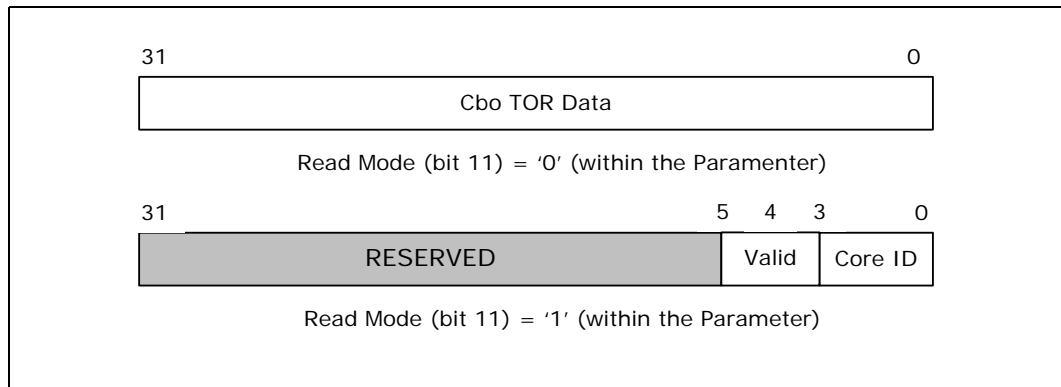 31 0
Cbo TOR Data
Read Mode (bit 11) = ‘0’ (within the Paramenter)
31 5 4 3 0
RESERVED Valid Core ID
Read Mode (bit 11) = ‘1’ (within the Parameter)